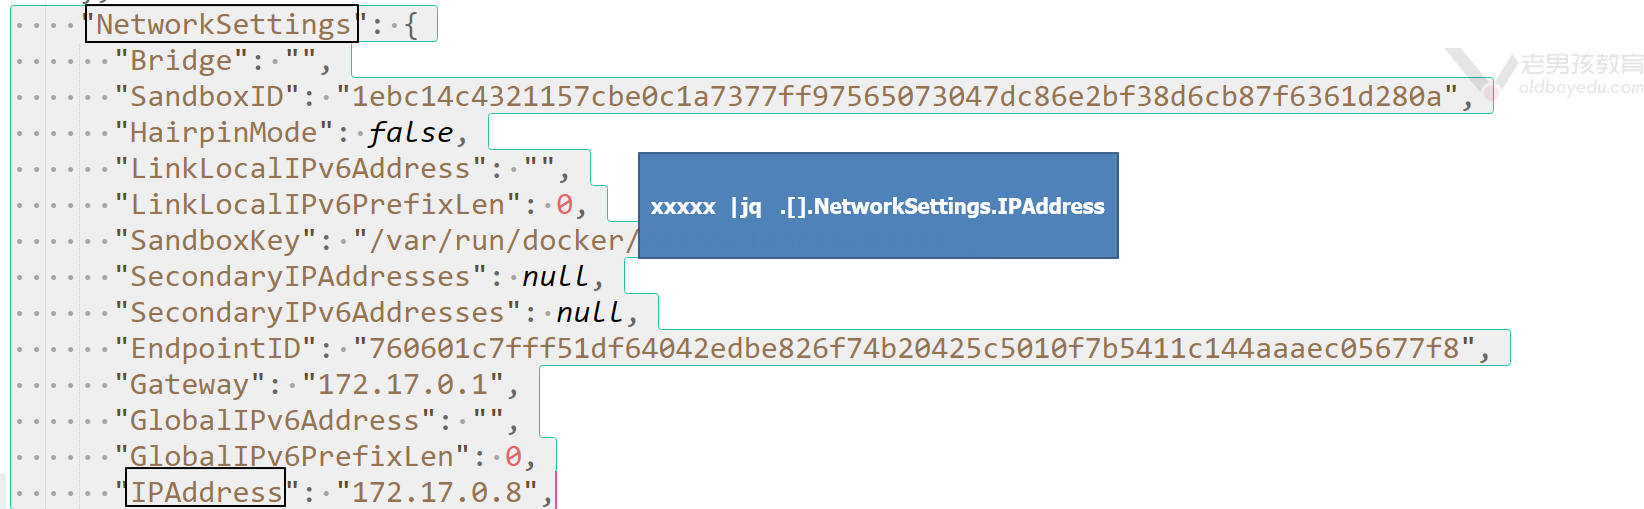 "NetworkSettings": {
"Bridge": "",
老男孩教育
"SandboxID": "1ebc14c4321157cbe0c1a7377ff97565073047dc86e2bf38d6cb87f6361d280a",
oldboyedu.com
"HairpinMode": false,
"LinkLocalIPv6Address": "",
"LinkLocalIPv6PrefixLen": 0,
xxxxx |jq .[].NetworkSettings.IPAddress
"SandboxKey": "/var/run/docker/
"SecondaryIPAddresses": null,
"SecondaryIPv6Addresses": null,
"EndpointID": "760601c7fff51df64042edbe826f74b20425c5010f7b5411c144aaaec05677f8",
"Gateway": "172.17.0.1",
"GlobalIPv6Address": "",
"GlobalIPv6PrefixLen": 0,
"IPAddress": "172.17.0.8",